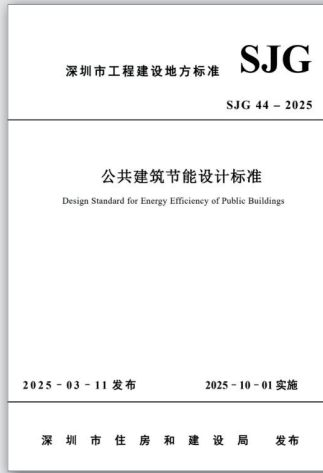 深圳市工程建设地方标准 SJG
SJG 44 – 2025
公共建筑节能设计标准
Design Standard for Energy Efficiency of Public Buildings
2025 - 03 - 11 发布 2025 - 10 - 01 实施
深圳市住房和建设局 发布